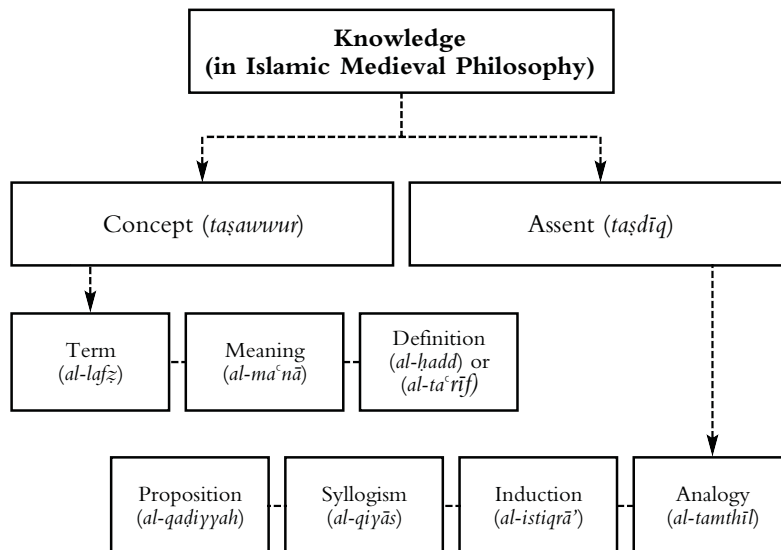 Knowledge
(in Islamic Medieval Philosophy)
Concept (taṣawwur)
Assent (taṣdīq)
Term
(al-lafẓ)
Meaning
(al-maʿnā)
Definition
(al-ḥadd) or
(al-taʿrīf)
Proposition
(al-qaḍiyyah)
Syllogism
(al-qiyās)
Induction
(al-istiqrā’)
Analogy
(al-tamthīl)